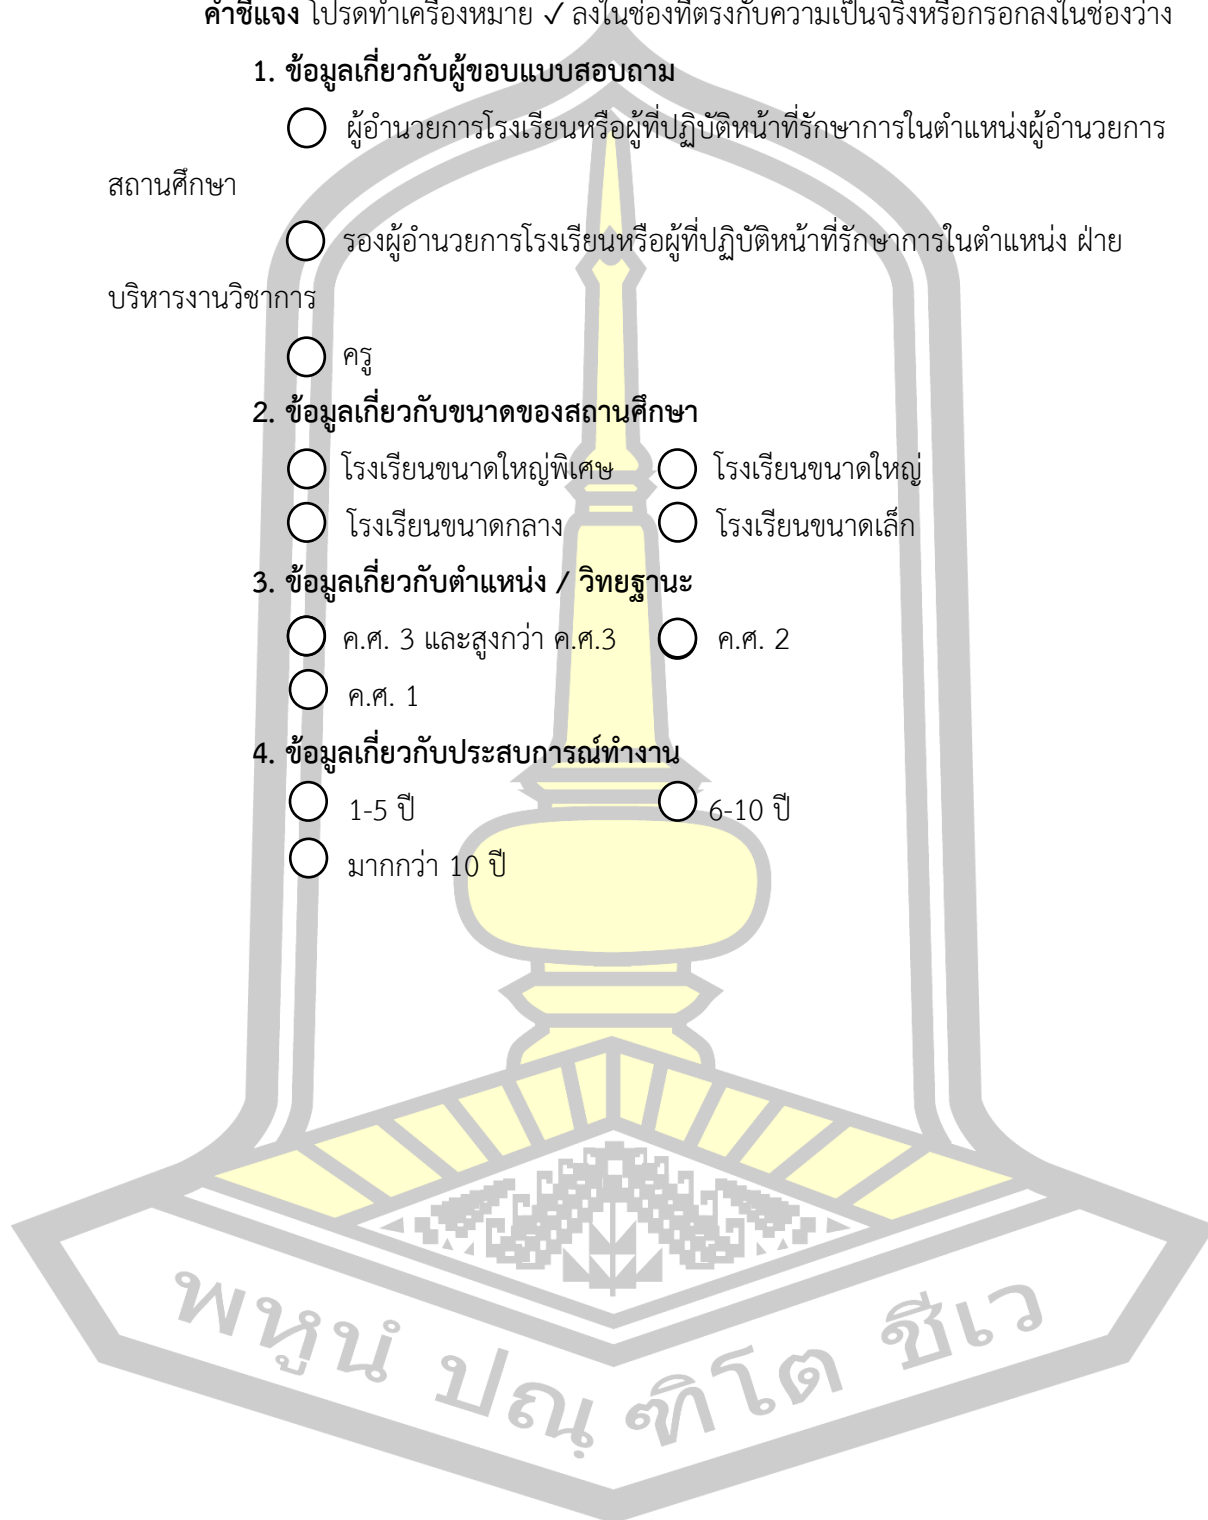 คำชี้แจง โปรดทำเครื่องหมาย ✓ ลงในช่องที่ตรงกับความเป็นจริงหรือกรอกลงในช่องว่าง
1. ข้อมูลเกี่ยวกับผู้ขอบแบบสอบถาม
ผู้อำนวยการโรงเรียนหรือผู้ที่ปฏิบัติหน้าที่รักษาการในตำแหน่งผู้อำนวยการ
สถานศึกษา
รองผู้อำนวยการโรงเรียนหรือผู้ที่ปฏิบัติหน้าที่รักษาการในตำแหน่ง ฝ่าย
บริหารงานวิชาการ
ครู
2. ข้อมูลเกี่ยวกับขนาดของสถานศึกษา
โรงเรียนขนาดใหญ่พิเศษ โรงเรียนขนาดใหญ่
โรงเรียนขนาดกลาง โรงเรียนขนาดเล็ก
3. ข้อมูลเกี่ยวกับตำแหน่ง / วิทยฐานะ
ค.ศ. 3 และสูงกว่า ค.ศ.3 ค.ศ. 2
ค.ศ. 1
4. ข้อมูลเกี่ยวกับประสบการณ์ทำงาน
1-5 ปี 6-10 ปี
มากกว่า 10 ปี
พหูนํ ปณฺ ฑิโต ชีเว